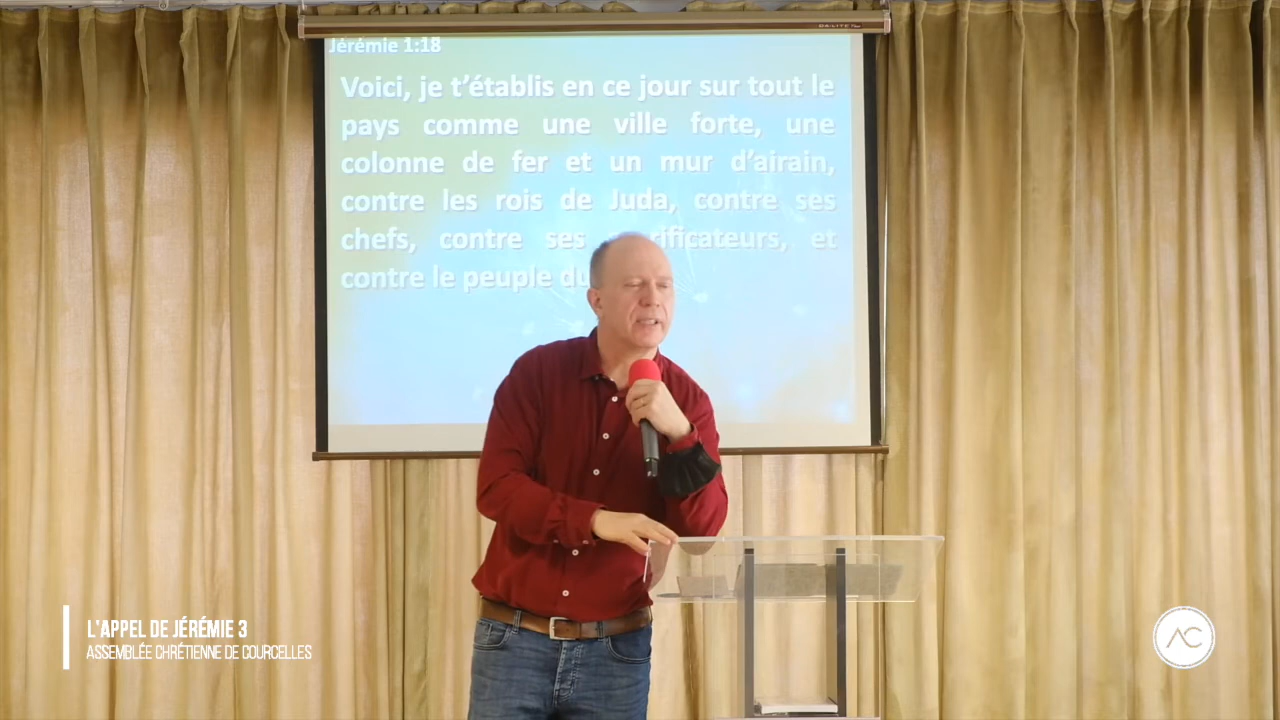 Jérémie 1:18
Voici, je t'établis en ce jour sur tout le
pays comme une ville forte, une
colonne de fer et un mur d'airain,
contre les rois de Juda, contre ses
chefs, contre ses
contre le peuple du
L'APPEL DE JÉRÉMIE 3
ASSEMBLÉE CHRÉTIENNE DE COURCELLES
AC